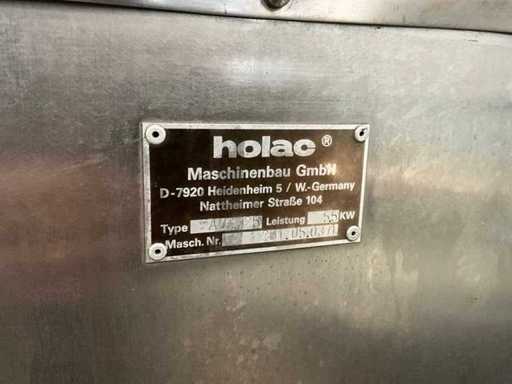 holac®
Maschinenbau GmbH
D-7920 Heidenheim 5 / W.-Germany
Nattheimer Straße 104
Type Leistung KW
Masch. Nr.